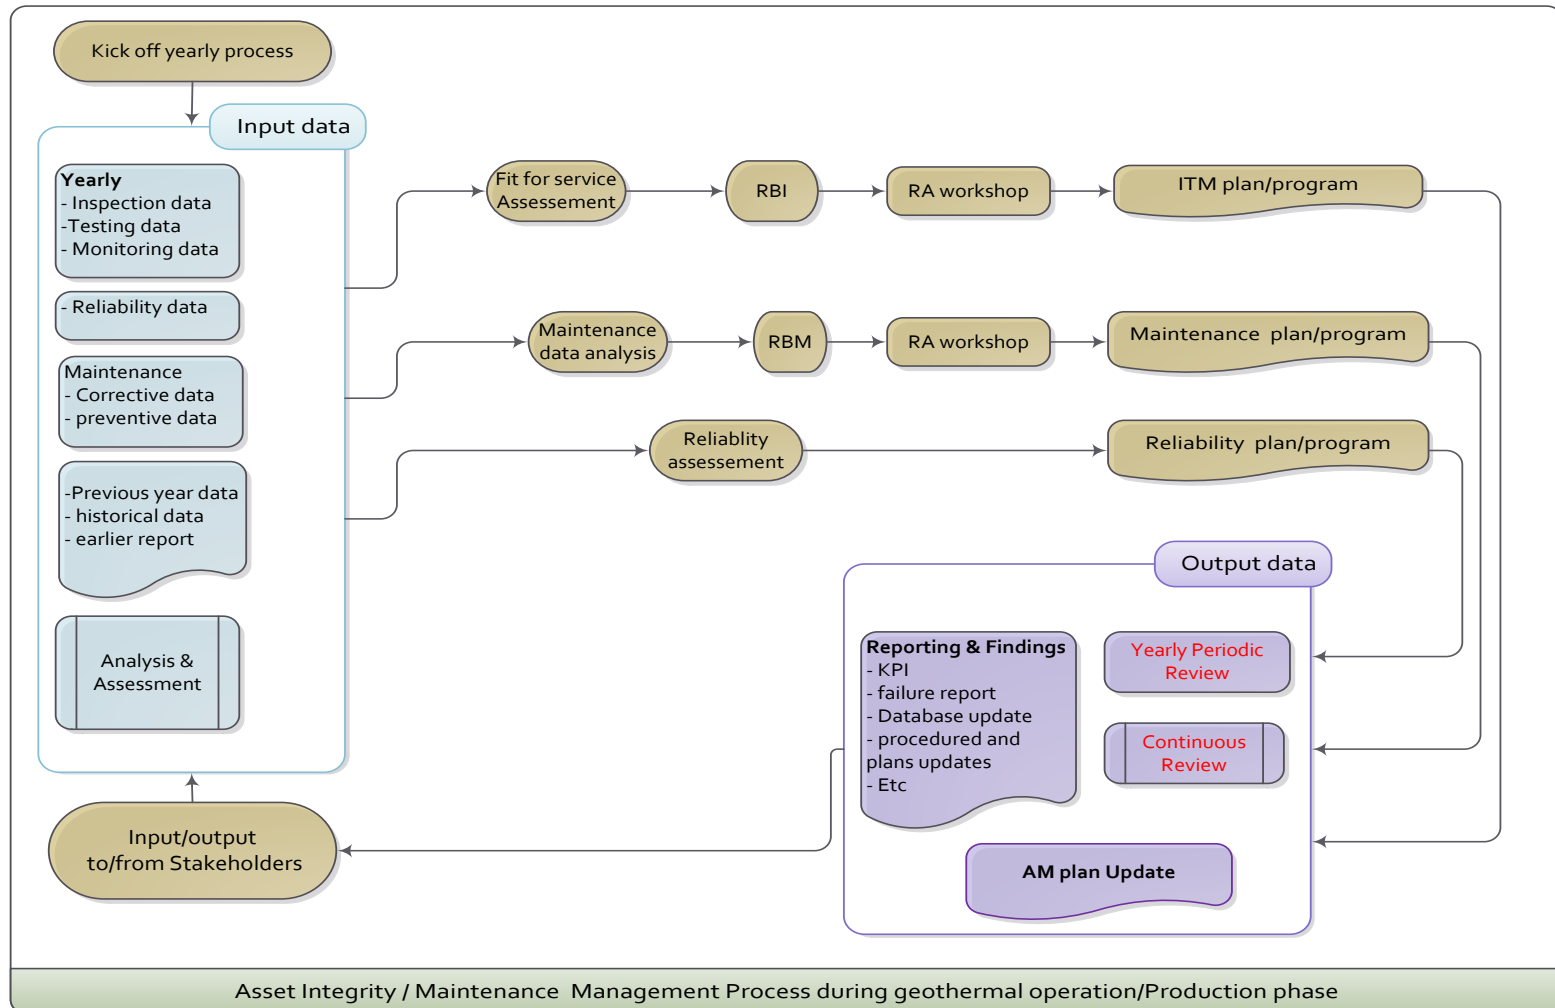 Kick off yearly process
Input data
Yearly
- Inspection data
-Testing data
- Monitoring data
- Reliability data
Maintenance
- Corrective data
- preventive data
-Previous year data
- historical data
- earlier report
Analysis &
Assessment
Input/output
to/from Stakeholders
Fit for service
Assessement
RBI
RA workshop
ITM plan/program
Maintenance
data analysis
RBM
RA workshop
Maintenance plan/program
Reliablity
assessement
Reliability plan/program
Output data
Reporting & Findings
- KPI
- failure report
- Database update
- procedured and
plans updates
- Etc
Yearly Periodic
Review
Continuous
Review
AM plan Update
Asset Integrity / Maintenance Management Process during geothermal operation/Production phase